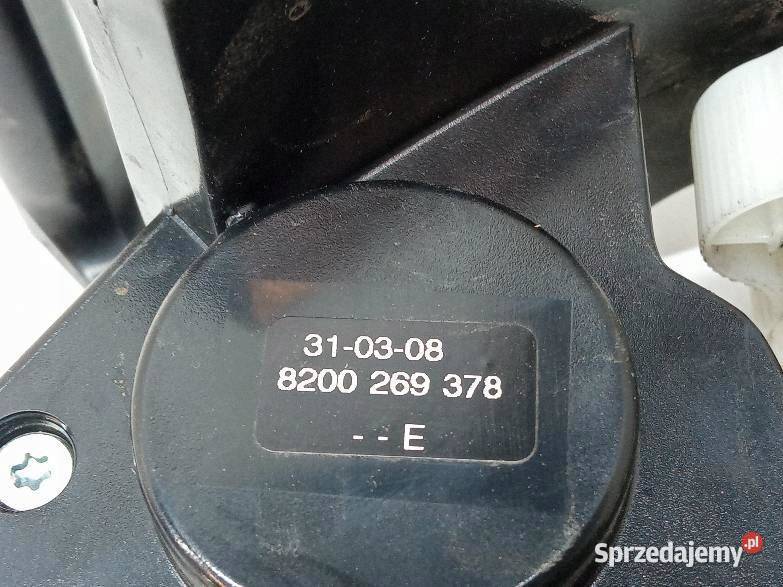 31-03-08
8200 269 378
- - E
Sprzedajemy.pl